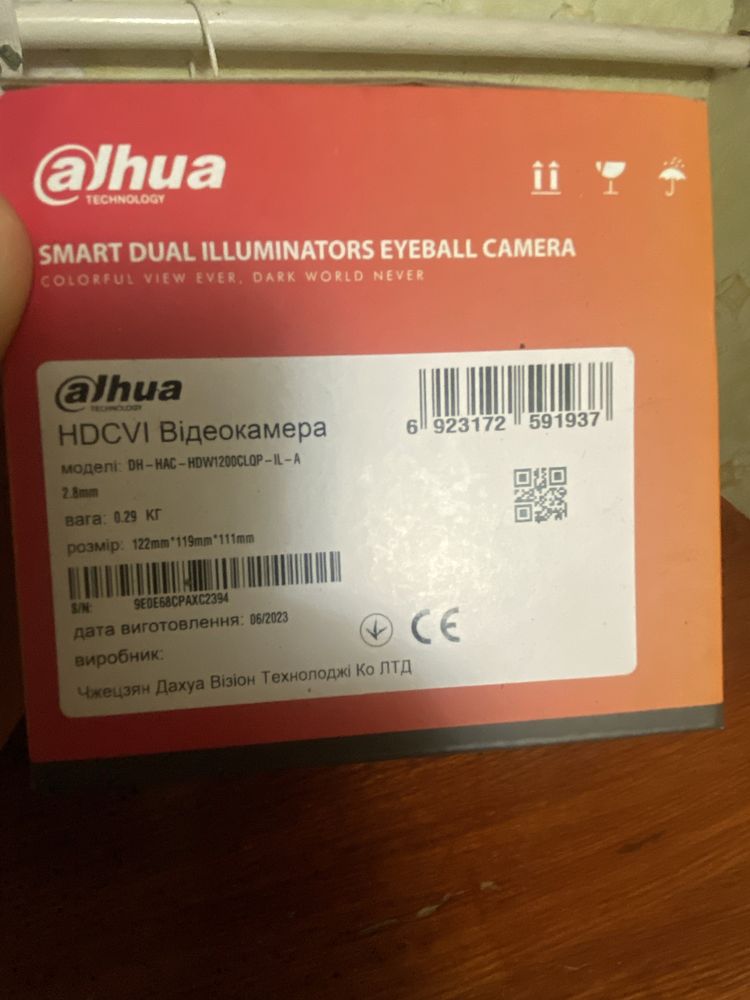 alhua
TECHNOLOGY
SMART DUAL ILLUMINATORS EYEBALL CAMERA
COLORFUL VIEW EVER, DARK WORLD NEVER
alhua
TECHNOLOGY
HDCVI Відеокамера
моделі: DH-HAC-HDW1200CLQP-IL-A
2.8mm
вага: 0.29 КГ
розмір: 122mm*119mm*111mm
S/N: 9E0E68CPAXC2394
дата виготовлення: 06/2023
виробник:
Чжецзян Дахуа Візіон Технолоджі Ко ЛТД
6 923172 591937
CE